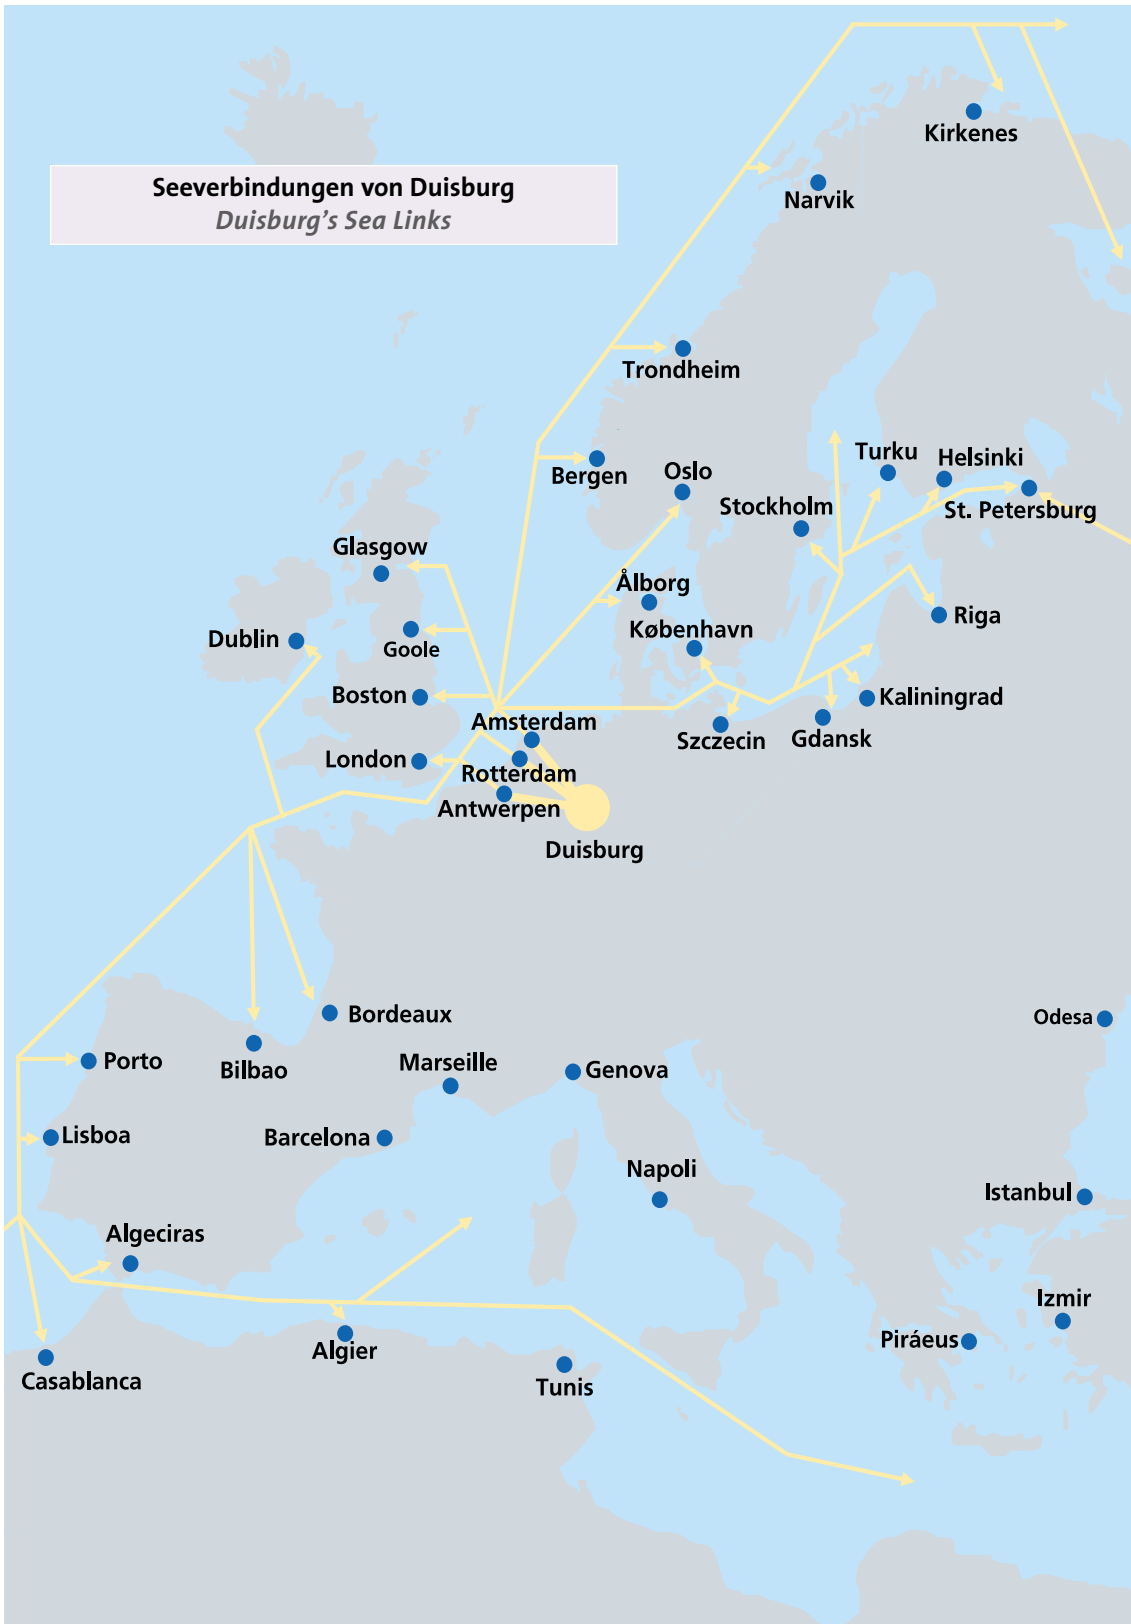 Kirkenes
Seeverbindungen von Duisburg
Duisburg's Sea Links
Narvik
Trondheim
Turku
Helsinki
Oslo
Bergen
Stockholm
St. Petersburg
Glasgow
Ålborg
Riga
København
Dublin
Goole
Boston
Kaliningrad
Amsterdam
Gdansk
Szczecin
London
Rotterdam
Antwerpen
Duisburg
Bordeaux
Odesa
Porto
Marseille
Bilbao
Genova
Lisboa
Barcelona
Napoli
Istanbul
Algeciras
Izmir
Piráeus
Algier
Casablanca
Tunis